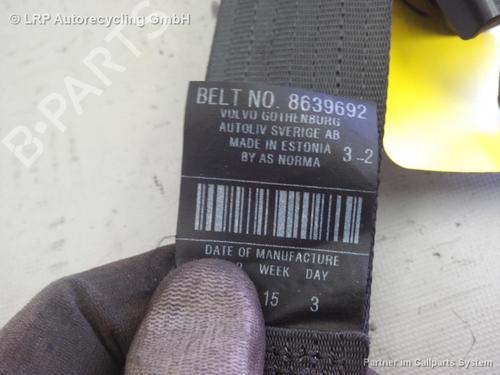 © LRP Autorecycling GmbH
BELT NO. 8639692
VOLVO GOTHENBURG
AUTOLIV SVERIGE AB
MADE IN ESTONIA
BY AS NORMA 3-2
DATE OF MANUFACTURE
WEEK DAY
15 3
Partner im Callparts System